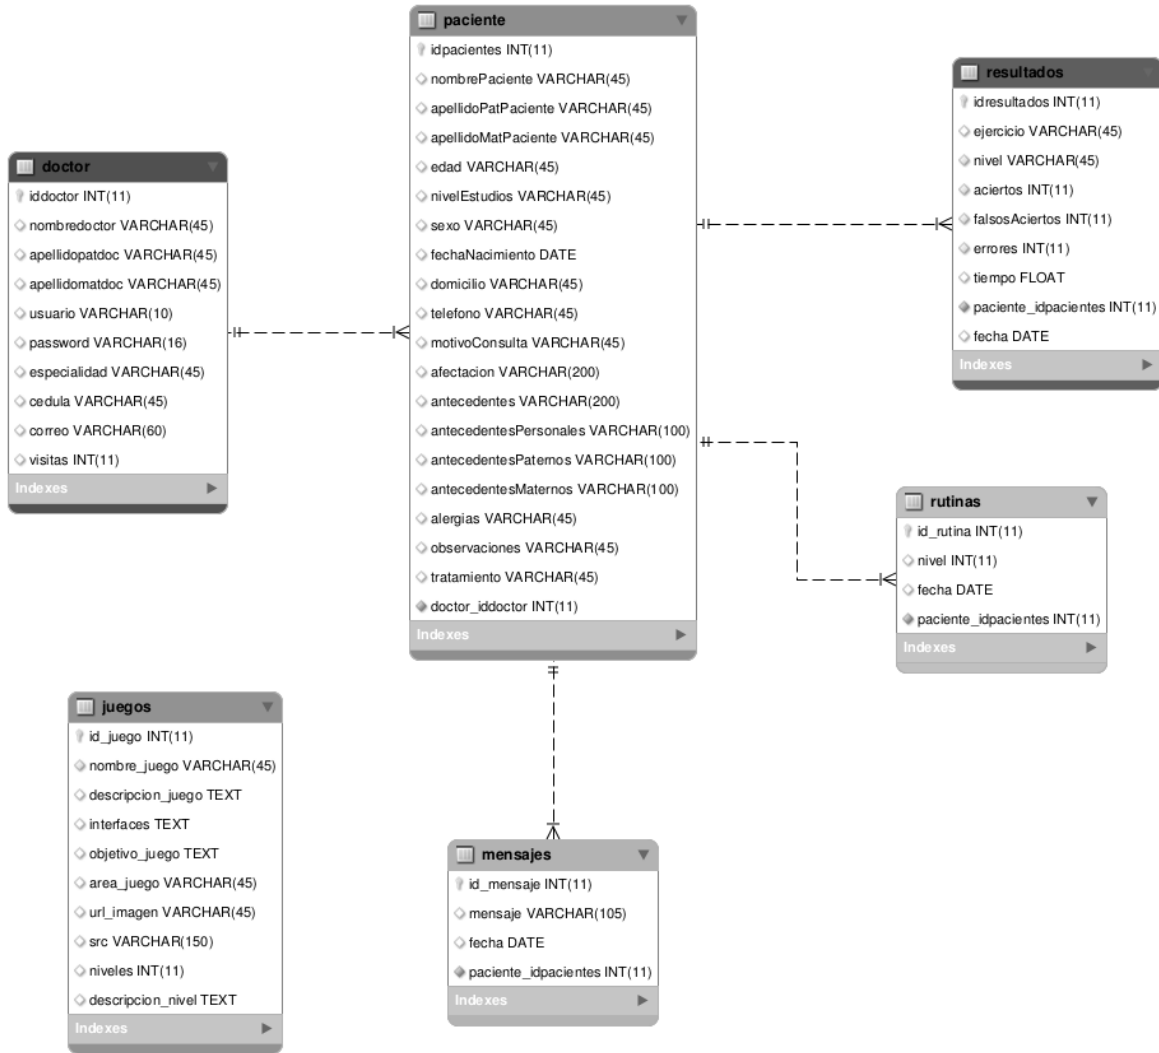 paciente
idpacientes INT(11)
nombrePaciente VARCHAR(45)
apellidoPatPaciente VARCHAR(45)
apellidoMatPaciente VARCHAR(45)
edad VARCHAR(45)
nivelEstudios VARCHAR(45)
sexo VARCHAR(45)
fechaNacimiento DATE
domicilio VARCHAR(45)
telefono VARCHAR(45)
motivoConsulta VARCHAR(45)
afectacion VARCHAR(200)
antecedentes VARCHAR(200)
antecedentesPersonales VARCHAR(100)
antecedentesPaternos VARCHAR(100)
antecedentesMaternos VARCHAR(100)
alergias VARCHAR(45)
observaciones VARCHAR(45)
tratamiento VARCHAR(45)
doctor_iddoctor INT(11)
Indexes
resultados
idresultados INT(11)
ejercicio VARCHAR(45)
nivel VARCHAR(45)
aciertos INT(11)
falsosAciertos INT(11)
errores INT(11)
tiempo FLOAT
paciente_idpacientes INT(11)
fecha DATE
Indexes
doctor
iddoctor INT(11)
nombredoctor VARCHAR(45)
apellidopatdoc VARCHAR(45)
apellidomatdoc VARCHAR(45)
usuario VARCHAR(10)
password VARCHAR(16)
especialidad VARCHAR(45)
cedula VARCHAR(45)
correo VARCHAR(60)
visitas INT(11)
Indexes
rutinas
id_rutina INT(11)
nivel INT(11)
fecha DATE
paciente_idpacientes INT(11)
Indexes
juegos
id_juego INT(11)
nombre_juego VARCHAR(45)
descripcion_juego TEXT
interfaces TEXT
objetivo_juego TEXT
area_juego VARCHAR(45)
url_imagen VARCHAR(45)
src VARCHAR(150)
niveles INT(11)
descripcion_nivel TEXT
Indexes
mensajes
id_mensaje INT(11)
mensaje VARCHAR(105)
fecha DATE
paciente_idpacientes INT(11)
Indexes